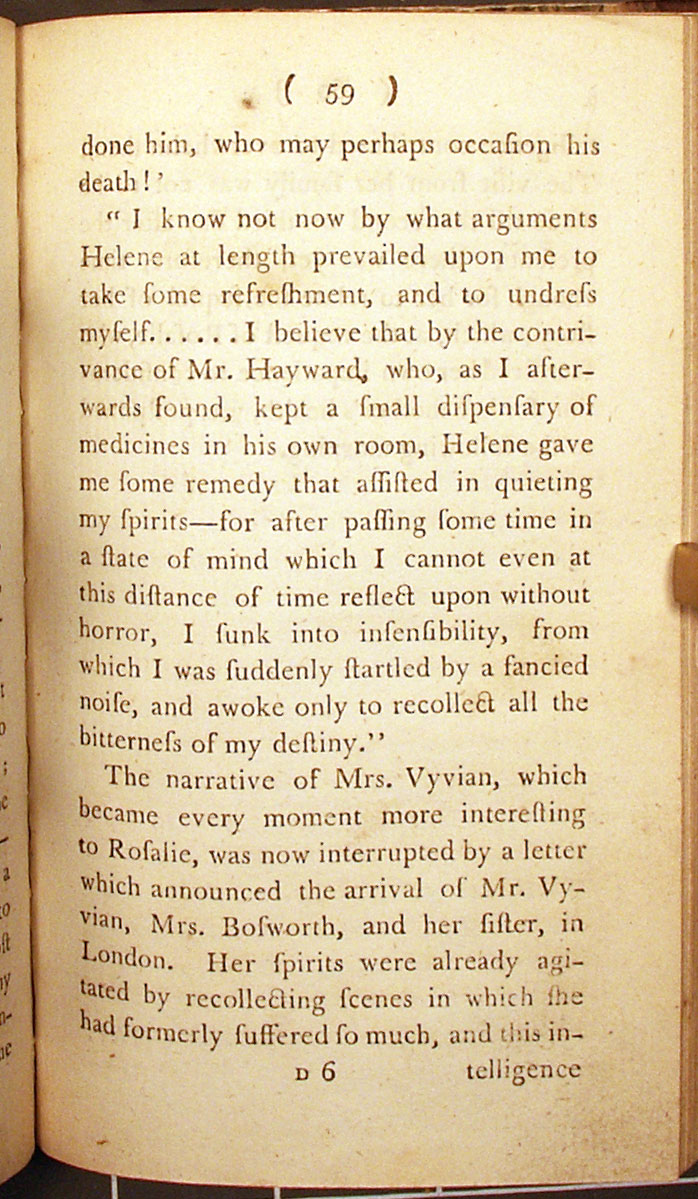 ( 59 )
done him, who may perhaps occaſion his
death!'
“ I know not now by what arguments
Helene at length prevailed upon me to
take ſome refreſhment, and to undreſs
myſelf......I believe that by the contri-
vance of Mr. Hayward, who, as I after-
wards found, kept a ſmall diſpenſary of
medicines in his own room, Helene gave
me ſome remedy that aſſiſted in quieting
my ſpirits—for after paſſing ſome time in
a ſtate of mind which I cannot even at
this diſtance of time reflect upon without
horror, I ſunk into inſenſibility, from
which I was ſuddenly ſtartled by a fancied
noiſe, and awoke only to recollect all the
bitterneſs of my deſtiny.”
The narrative of Mrs. Vyvian, which
became every moment more intereſting
to Roſalie, was now interrupted by a letter
which announced the arrival of Mr. Vy-
vian, Mrs. Boſworth, and her ſiſter, in
London. Her ſpirits were already agi-
tated by recollecting ſcenes in which ſhe
had formerly ſuffered ſo much, and this in-
D 6 telligence